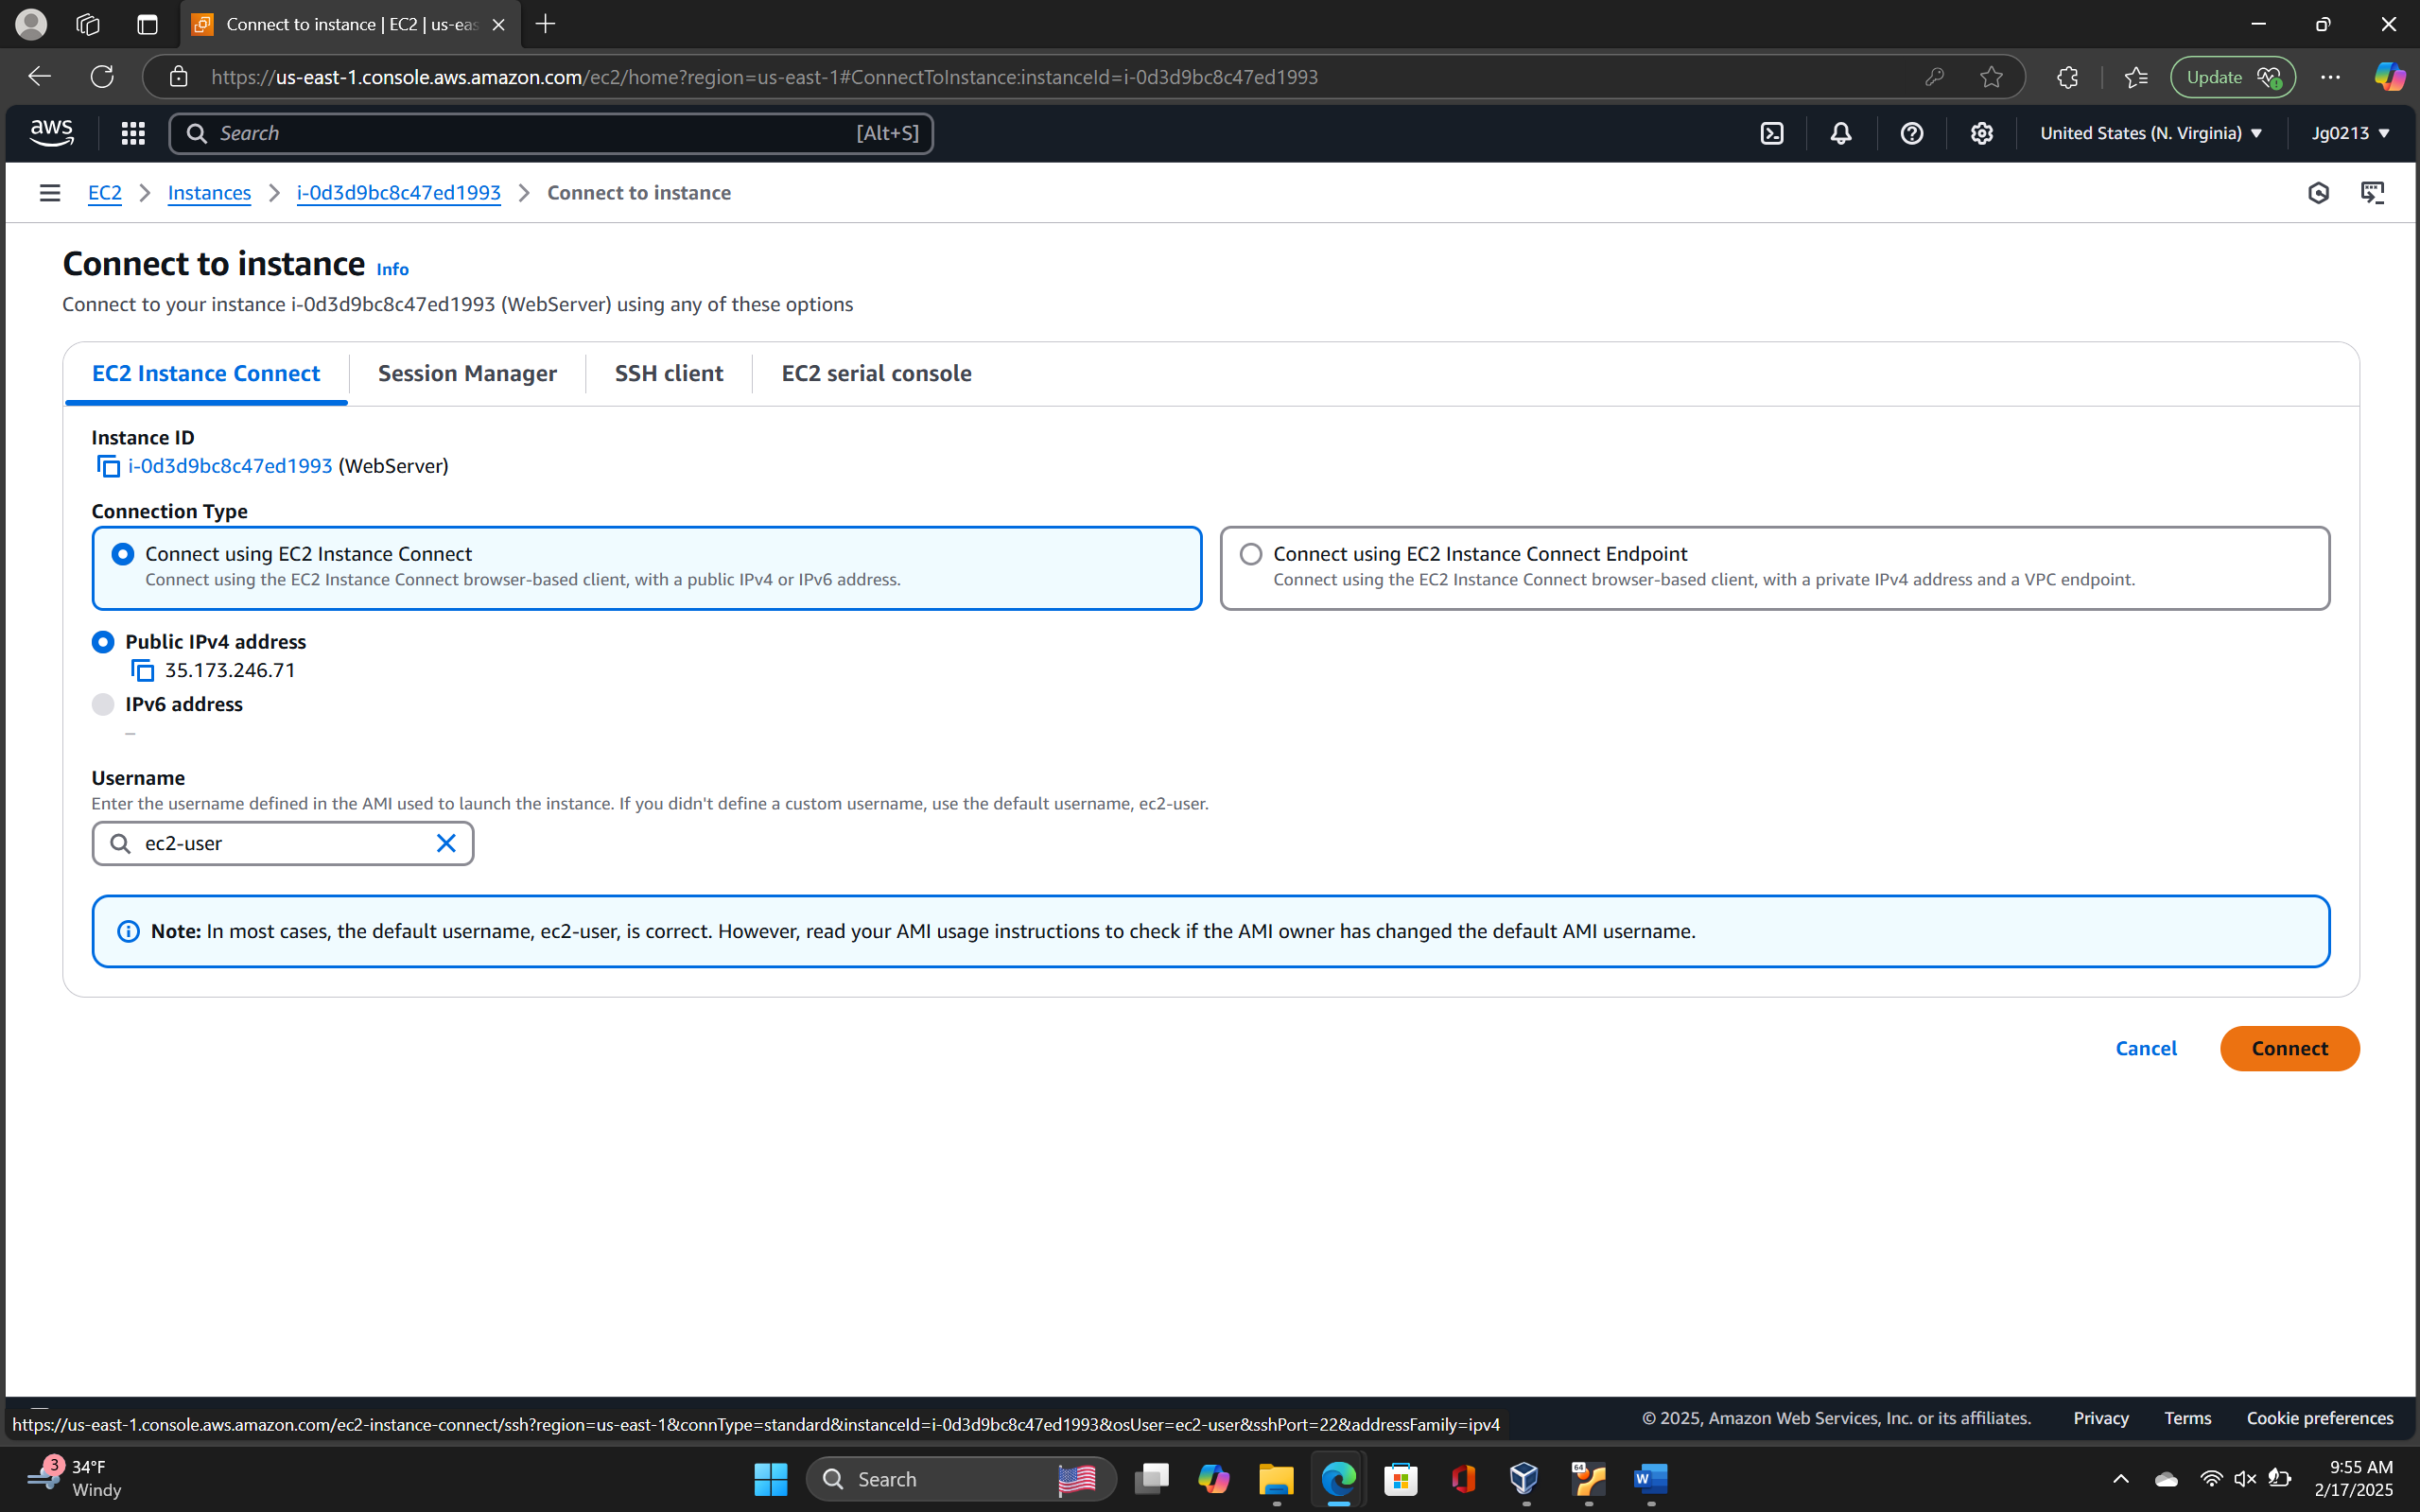 Connect to instance | EC2 | us-eas
https://us-east-1.console.aws.amazon.com/ec2/home?region=us-east-1#ConnectToInstance:instanceId=i-0d3d9bc8c47ed1993
Update
aws
Search
[Alt+S]
United States (N. Virginia)
Jg0213
EC2
Instances
i-0d3d9bc8c47ed1993
Connect to instance
Connect to instance Info
Connect to your instance i-0d3d9bc8c47ed1993 (WebServer) using any of these options
EC2 Instance Connect
Session Manager
SSH client
EC2 serial console
Instance ID
i-0d3d9bc8c47ed1993 (WebServer)
Connection Type
Connect using EC2 Instance Connect
Connect using the EC2 Instance Connect browser-based client, with a public IPv4 or IPv6 address.
Connect using EC2 Instance Connect Endpoint
Connect using the EC2 Instance Connect browser-based client, with a private IPv4 address and a VPC endpoint.
Public IPv4 address
35.173.246.71
IPv6 address
–
Username
Enter the username defined in the AMI used to launch the instance. If you didn't define a custom username, use the default username, ec2-user.
ec2-user
Note: In most cases, the default username, ec2-user, is correct. However, read your AMI usage instructions to check if the AMI owner has changed the default AMI username.
Cancel
Connect
https://us-east-1.console.aws.amazon.com/ec2-instance-connect/ssh?region=us-east-1&connType=standard&instanceId=i-0d3d9bc8c47ed1993&osUser=ec2-user&sshPort=22&addressFamily=ipv4
© 2025, Amazon Web Services, Inc. or its affiliates.
Privacy
Terms
Cookie preferences
3
34°F
Windy
Search
64
W
9:55 AM
2/17/2025